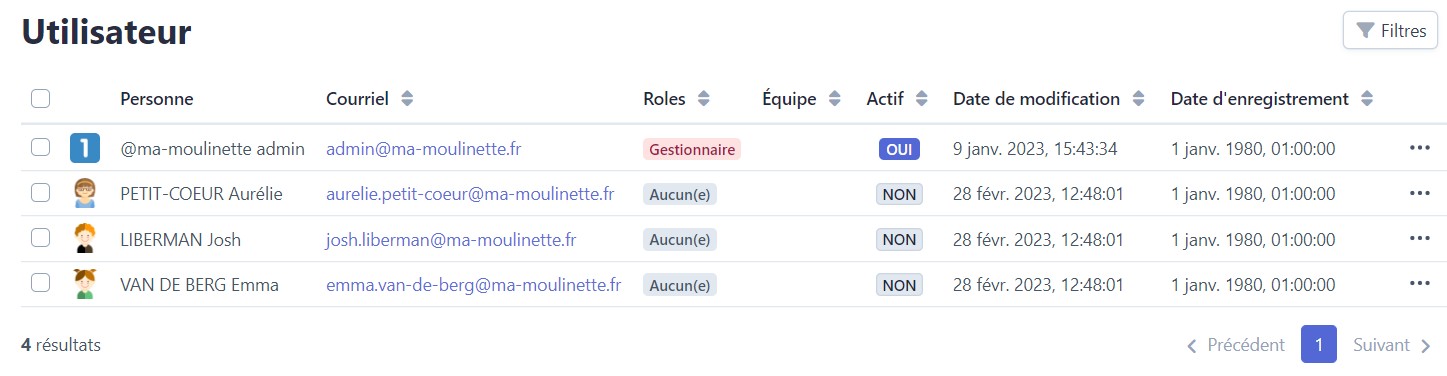 Utilisateur
Filtres
Personne Courriel Roles Équipe Actif Date de modification Date d'enregistrement
1 @ma-moulinette admin admin@ma-moulinette.fr Gestionnaire OUI 9 janv. 2023, 15:43:34 1 janv. 1980, 01:00:00 ...
PETIT-COEUR Aurélie aurelie.petit-coeur@ma-moulinette.fr Aucun(e) NON 28 févr. 2023, 12:48:01 1 janv. 1980, 01:00:00 ...
LIBERMAN Josh josh.liberman@ma-moulinette.fr Aucun(e) NON 28 févr. 2023, 12:48:01 1 janv. 1980, 01:00:00 ...
VAN DE BERG Emma emma.van-de-berg@ma-moulinette.fr Aucun(e) NON 28 févr. 2023, 12:48:01 1 janv. 1980, 01:00:00 ...
4 résultats Précédent 1 Suivant